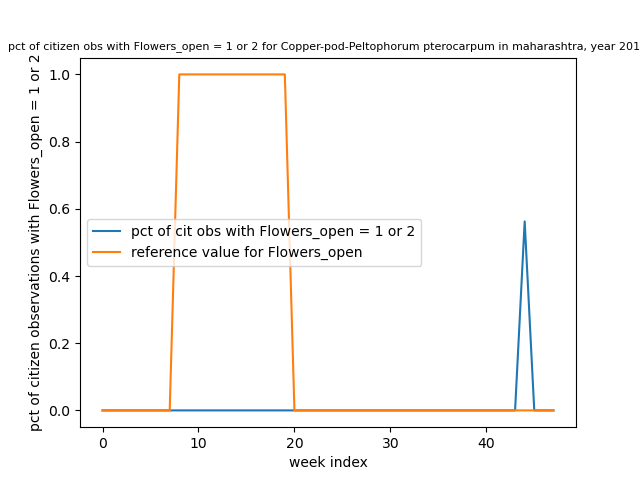 pct of citizen obs with Flowers_open = 1 or 2 for Copper-pod-Peltophorum pterocarpum in maharashtra, year 201
pct of citizen observations with Flowers_open = 1 or 2
1.0
0.8
0.6
0.4
0.2
0.0
pct of cit obs with Flowers_open = 1 or 2
reference value for Flowers_open
0 10 20 30 40
week index